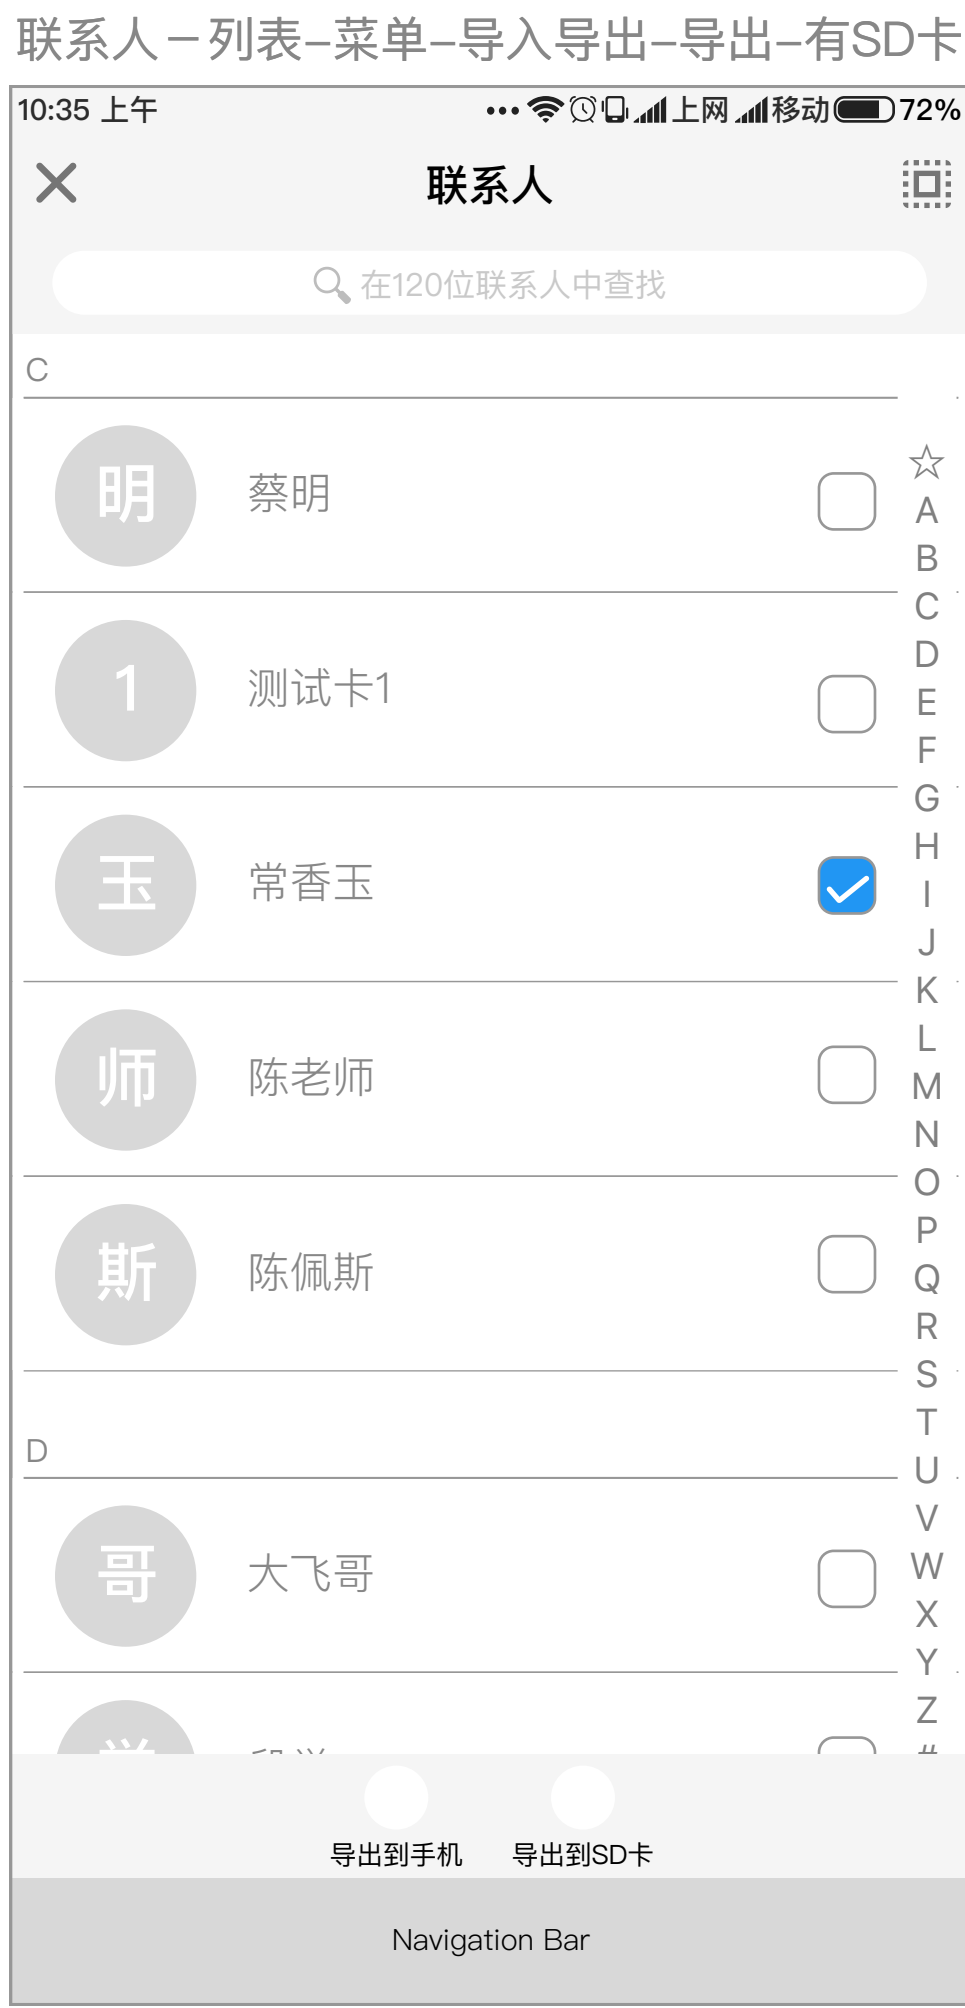 联系人－列表–菜单–导入导出–导出–有SD卡
10:35 上午 上网 移动 72%
联系人
在120位联系人中查找
C
明 蔡明
1 测试卡1
玉 常香玉
师 陈老师
斯 陈佩斯
D
哥 大飞哥
☆
A
B
C
D
E
F
G
H
I
J
K
L
M
N
O
P
Q
R
S
T
U
V
W
X
Y
Z
#
导出到手机 导出到SD卡
Navigation Bar